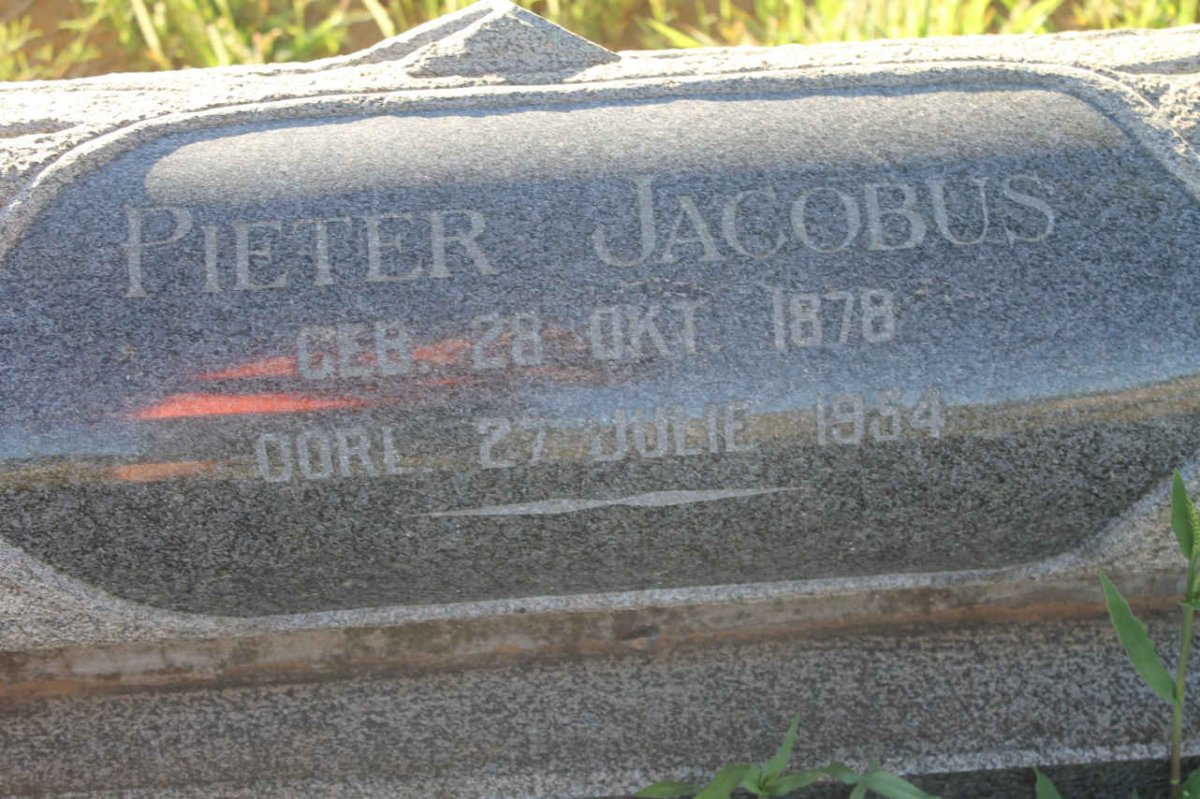 PIETER JACOBUS
GEB. 28 OKT. 1878
OORL. 27 JULIE 1954